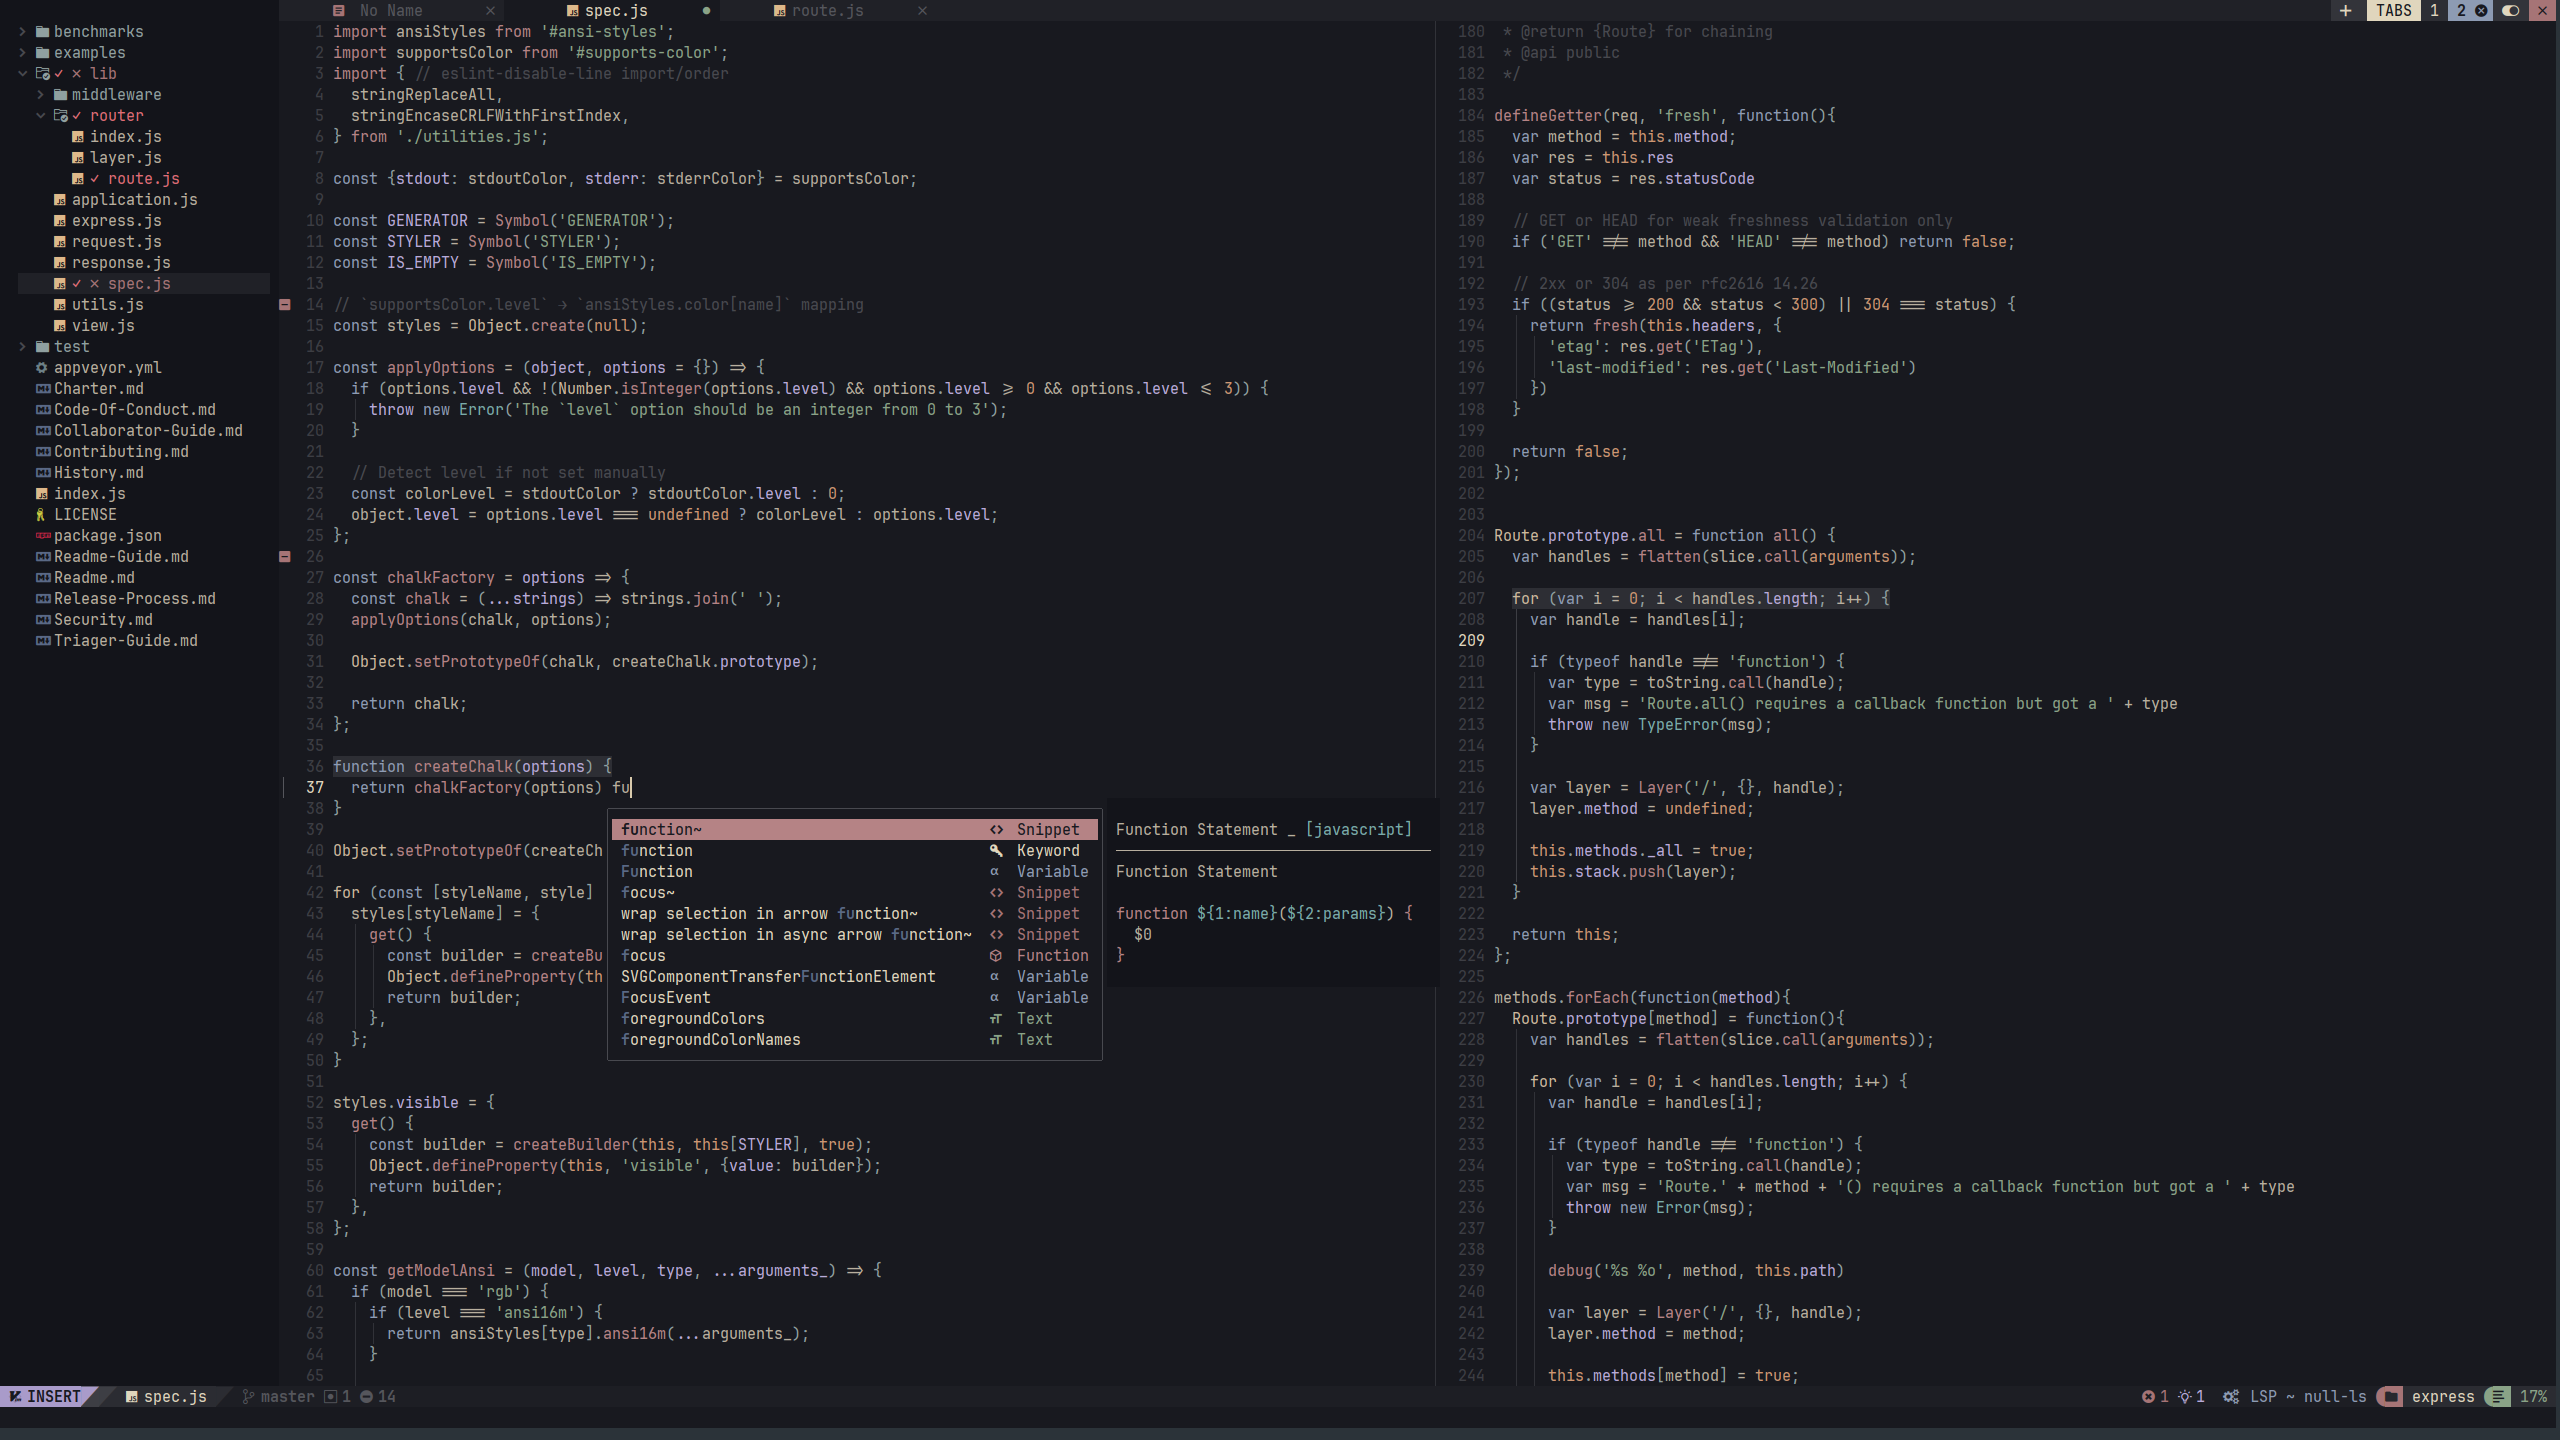 No Name
spec.js
route.js
TABS 1 2
benchmarks
examples
lib
middleware
router
index.js
layer.js
route.js
application.js
express.js
request.js
response.js
spec.js
utils.js
view.js
test
appveyor.yml
Charter.md
Code-Of-Conduct.md
Collaborator-Guide.md
Contributing.md
History.md
index.js
LICENSE
package.json
Readme-Guide.md
Readme.md
Release-Process.md
Security.md
Triager-Guide.md
1 import ansiStyles from '#ansi-styles';
2 import supportsColor from '#supports-color';
3 import { // eslint-disable-line import/order
4 stringReplaceAll,
5 stringEncaseCRLFWithFirstIndex,
6 } from './utilities.js';
7
8 const {stdout: stdoutColor, stderr: stderrColor} = supportsColor;
9
10 const GENERATOR = Symbol('GENERATOR');
11 const STYLER = Symbol('STYLER');
12 const IS_EMPTY = Symbol('IS_EMPTY');
13
14 // `supportsColor.level` → `ansiStyles.color[name]` mapping
15 const styles = Object.create(null);
16
17 const applyOptions = (object, options = {}) => {
18 if (options.level && !(Number.isInteger(options.level) && options.level >= 0 && options.level <= 3)) {
19 throw new Error('The `level` option should be an integer from 0 to 3');
20 }
21
22 // Detect level if not set manually
23 const colorLevel = stdoutColor ? stdoutColor.level : 0;
24 object.level = options.level === undefined ? colorLevel : options.level;
25 };
26
27 const chalkFactory = options => {
28 const chalk = (...strings) => strings.join(' ');
29 applyOptions(chalk, options);
30
31 Object.setPrototypeOf(chalk, createChalk.prototype);
32
33 return chalk;
34 };
35
36 function createChalk(options) {
37 return chalkFactory(options) fu
38 }
39
40 Object.setPrototypeOf(createCh
41
42 for (const [styleName, style]
43 styles[styleName] = {
44 get() {
45 const builder = createBu
46 Object.defineProperty(th
47 return builder;
48 },
49 };
50 }
51
52 styles.visible = {
53 get() {
54 const builder = createBuilder(this, this[STYLER], true);
55 Object.defineProperty(this, 'visible', {value: builder});
56 return builder;
57 },
58 };
59
60 const getModelAnsi = (model, level, type, ...arguments_) => {
61 if (model === 'rgb') {
62 if (level === 'ansi16m') {
63 return ansiStyles[type].ansi16m(...arguments_);
64 }
65
function~ Snippet
function Keyword
Function Variable
focus~ Snippet
wrap selection in arrow function~ Snippet
wrap selection in async arrow function~ Snippet
focus Function
SVGComponentTransferFunctionElement Variable
FocusEvent Variable
foregroundColors Text
foregroundColorNames Text
Function Statement _ [javascript]
Function Statement
function ${1:name}(${2:params}) {
$0
}
180 * @return {Route} for chaining
181 * @api public
182 */
183
184 defineGetter(req, 'fresh', function(){
185 var method = this.method;
186 var res = this.res
187 var status = res.statusCode
188
189 // GET or HEAD for weak freshness validation only
190 if ('GET' !== method && 'HEAD' !== method) return false;
191
192 // 2xx or 304 as per rfc2616 14.26
193 if ((status >= 200 && status < 300) || 304 === status) {
194 return fresh(this.headers, {
195 'etag': res.get('ETag'),
196 'last-modified': res.get('Last-Modified')
197 })
198 }
199
200 return false;
201 });
202
203
204 Route.prototype.all = function all() {
205 var handles = flatten(slice.call(arguments));
206
207 for (var i = 0; i < handles.length; i++) {
208 var handle = handles[i];
209
210 if (typeof handle !== 'function') {
211 var type = toString.call(handle);
212 var msg = 'Route.all() requires a callback function but got a ' + type
213 throw new TypeError(msg);
214 }
215
216 var layer = Layer('/', {}, handle);
217 layer.method = undefined;
218
219 this.methods._all = true;
220 this.stack.push(layer);
221 }
222
223 return this;
224 };
225
226 methods.forEach(function(method){
227 Route.prototype[method] = function(){
228 var handles = flatten(slice.call(arguments));
229
230 for (var i = 0; i < handles.length; i++) {
231 var handle = handles[i];
232
233 if (typeof handle !== 'function') {
234 var type = toString.call(handle);
235 var msg = 'Route.' + method + '() requires a callback function but got a ' + type
236 throw new Error(msg);
237 }
238
239 debug('%s %o', method, this.path)
240
241 var layer = Layer('/', {}, handle);
242 layer.method = method;
243
244 this.methods[method] = true;
INSERT spec.js master 1 14
1 1 LSP ~ null-ls express 17%